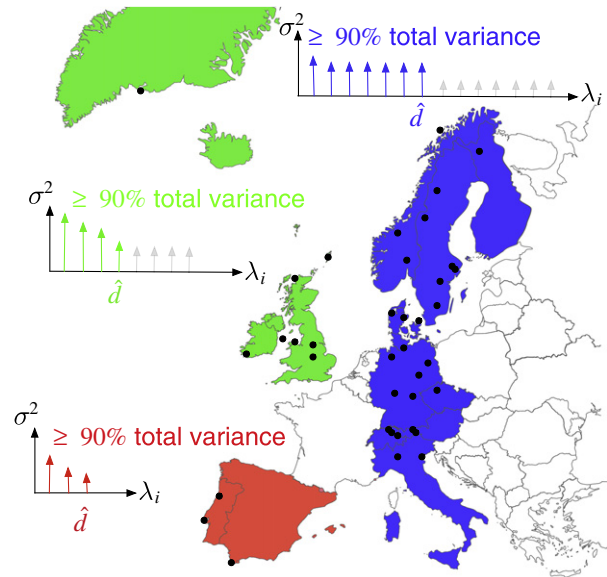 σ²
≥ 90% total variance
d̂
λᵢ
σ²
≥ 90% total variance
d̂
λᵢ
σ²
≥ 90% total variance
d̂
λᵢ